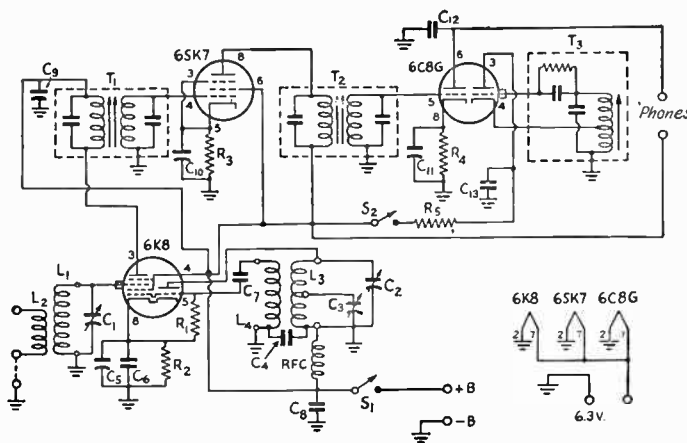 C12
6SK7
8
6C8G
6
3
T3
C9
T1
3
6
4
5
T2
5
4
8
'Phones
C10
R3
C11
R4
C13
S2
R5
6K8
3
4
L1
L2
C1
5
8
R1
C7
L3
C2
C3
L4
C4
RFC
C5
C6
R2
C8
S1
+B
-B
6K8 6SK7 6C8G
2 7 2 7 2 7
6.3 V.